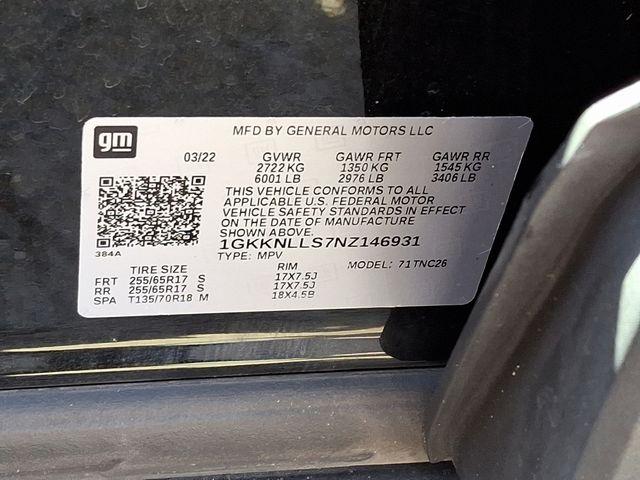 gm
MFD BY GENERAL MOTORS LLC
03/22 GVWR GAWR FRT GAWR RR
2722 KG 1350 KG 1545 KG
6001 LB 2976 LB 3406 LB
THIS VEHICLE CONFORMS TO ALL
APPLICABLE U.S. FEDERAL MOTOR
VEHICLE SAFETY STANDARDS IN EFFECT
ON THE DATE OF MANUFACTURE
SHOWN ABOVE.
384A
1GKKNLLS7NZ146931
TYPE: MPV MODEL: 71TNC26
TIRE SIZE RIM
FRT 255/65R17 S 17X7.5J
RR 255/65R17 S 17X7.5J
SPA T135/70R18 M 18X4.5B